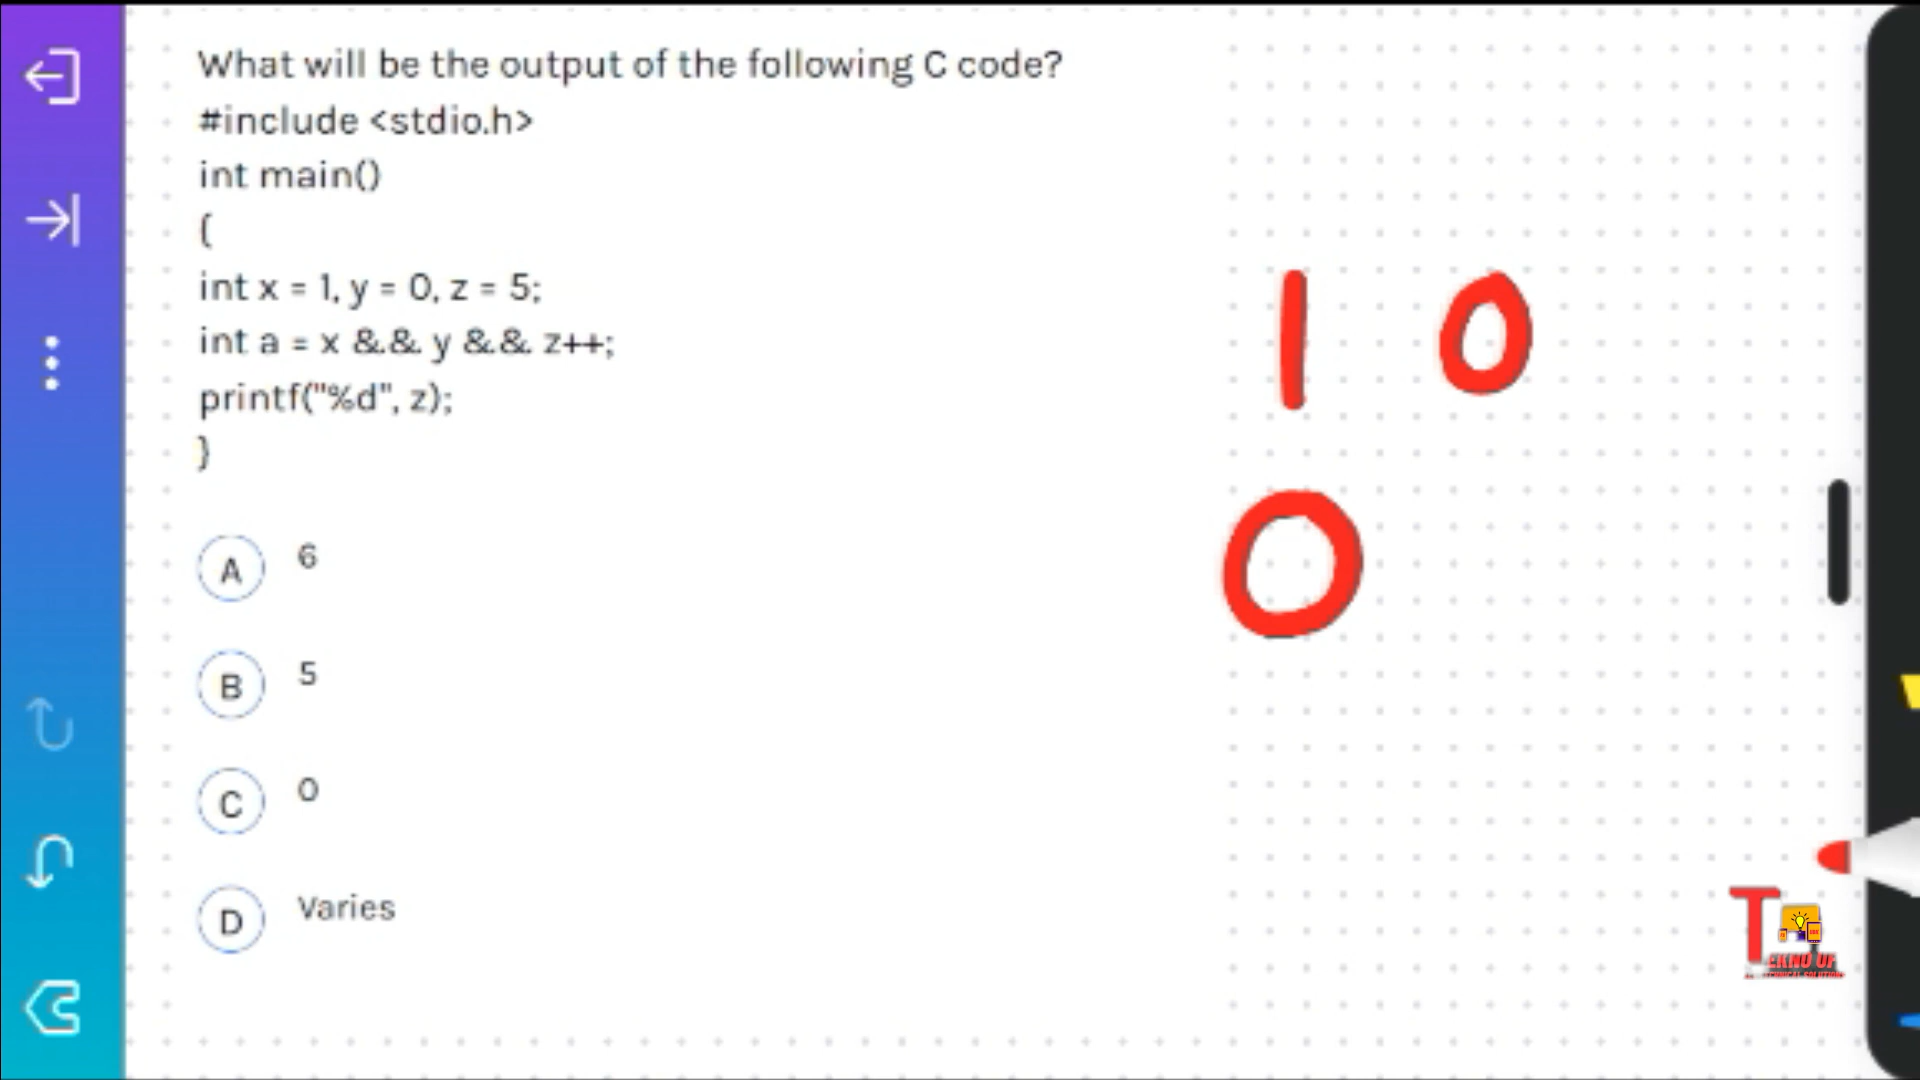 What will be the output of the following C code?
#include <stdio.h>
int main()
{
int x = 1, y = 0, z = 5;
int a = x && y && z++;
printf("%d", z);
}
A 6
B 5
C 0
D Varies
1 0
0